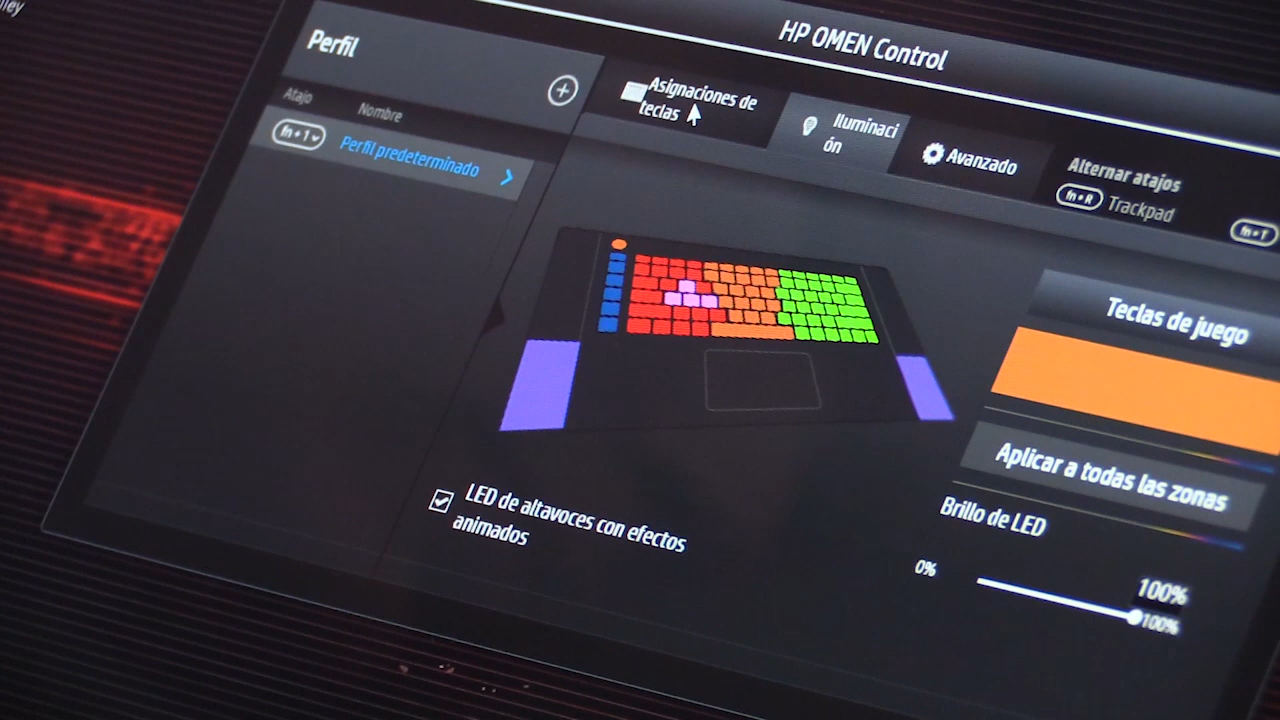 HP OMEN Control
Perfil
Atajo
Nombre
fn + 1
Perfil predeterminado
Asignaciones de
teclas
Iluminaci
ón
Avanzado
Alternar atajos
fn + R
Trackpad
fn + T
Teclas de juego
Aplicar a todas las zonas
Brillo de LED
0%
100%
100%
LED de altavoces con efectos
animados